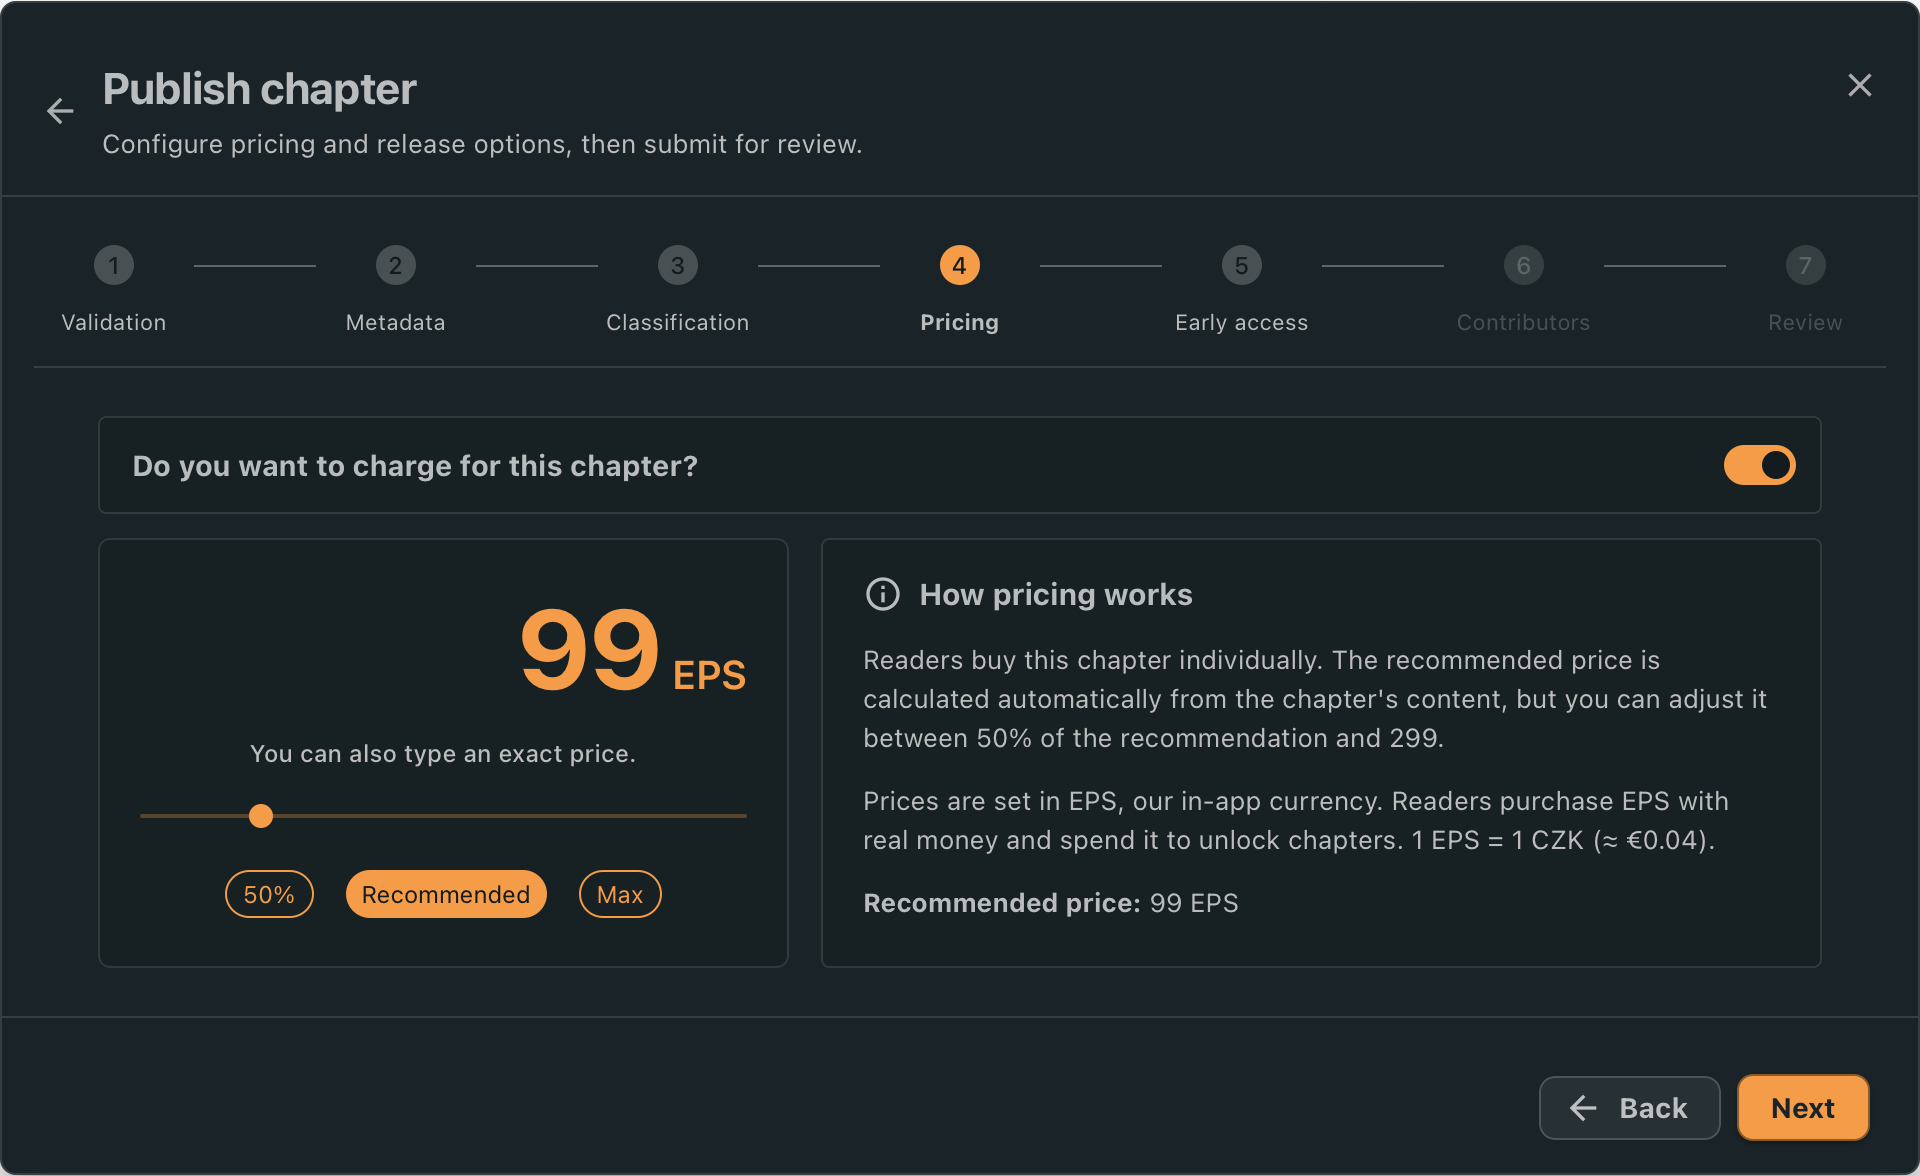 Publish chapter
Configure pricing and release options, then submit for review.
1
2
3
4
5
6
7
Validation
Metadata
Classification
Pricing
Early access
Contributors
Review
Do you want to charge for this chapter?
99 EPS
You can also type an exact price.
50%
Recommended
Max
How pricing works
Readers buy this chapter individually. The recommended price is
calculated automatically from the chapter's content, but you can adjust it
between 50% of the recommendation and 299.
Prices are set in EPS, our in-app currency. Readers purchase EPS with
real money and spend it to unlock chapters. 1 EPS = 1 CZK (≈ €0.04).
Recommended price: 99 EPS
Back
Next